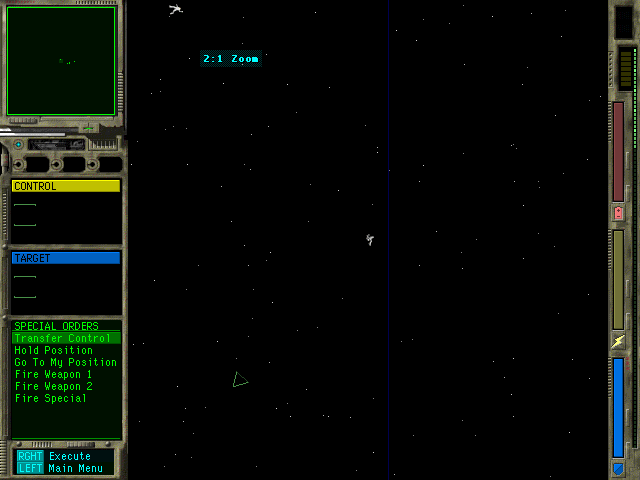 2:1 Zoom
CONTROL
TARGET
SPECIAL ORDERS
Transfer Control
Hold Position
Go To My Position
Fire Weapon 1
Fire Weapon 2
Fire Special
RGHT Execute
LEFT Main Menu